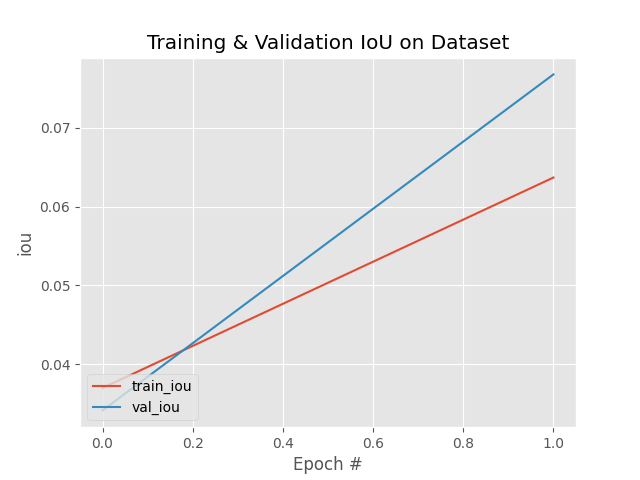 Training & Validation IoU on Dataset
iou
0.07
0.06
0.05
0.04
train_iou
val_iou
0.0 0.2 0.4 0.6 0.8 1.0
Epoch #